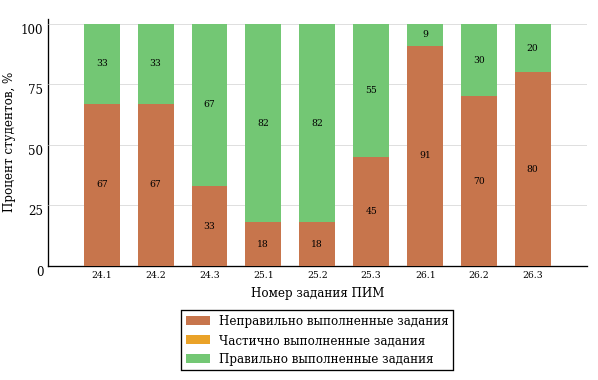 100
75
50
25
0
Процент студентов, %
33 33 67 82 82 55 9 30 20
67 67 33 18 18 45 91 70 80
24.1 24.2 24.3 25.1 25.2 25.3 26.1 26.2 26.3
Номер задания ПИМ
Неправильно выполненные задания
Частично выполненные задания
Правильно выполненные задания